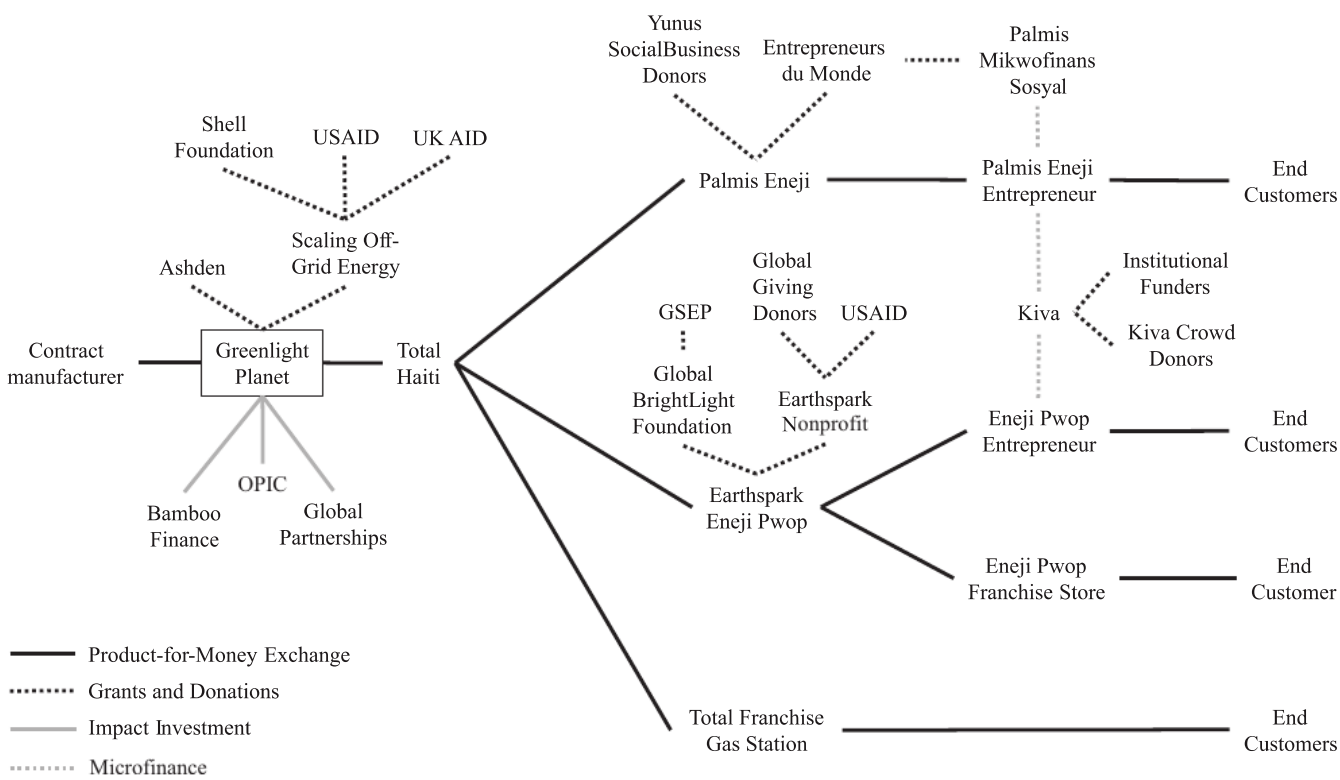 Yunus
SocialBusiness
Donors
Entrepreneurs
du Monde
Palmis
Mikwofinans
Sosyal
Shell
Foundation
USAID
UK AID
Palmis Eneji
Palmis Eneji
Entrepreneur
End
Customers
Ashden
Scaling Off-
Grid Energy
GSEP
Global
Giving
Donors
USAID
Kiva
Institutional
Funders
Kiva Crowd
Donors
Contract
manufacturer
Greenlight
Planet
Total
Haiti
Global
BrightLight
Foundation
Earthspark
Nonprofit
Eneji Pwop
Entrepreneur
End
Customers
OPIC
Bamboo
Finance
Global
Partnerships
Earthspark
Eneji Pwop
Eneji Pwop
Franchise Store
End
Customer
Product-for-Money Exchange
Grants and Donations
Impact Investment
Microfinance
Total Franchise
Gas Station
End
Customers